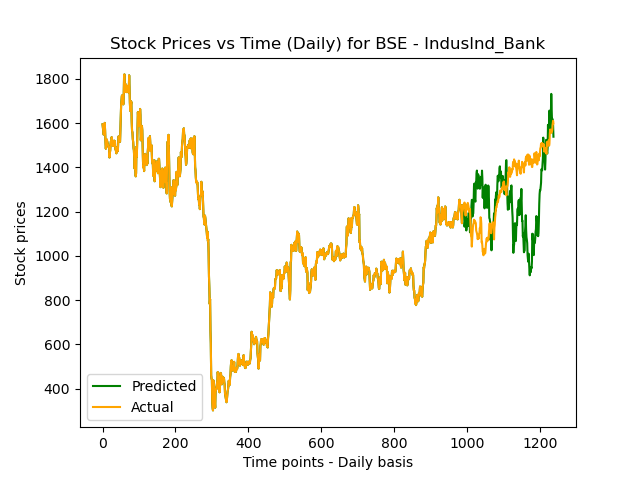 Stock Prices vs Time (Daily) for BSE - IndusInd_Bank
Stock prices
1800
1600
1400
1200
1000
800
600
400
Predicted
Actual
0 200 400 600 800 1000 1200
Time points - Daily basis